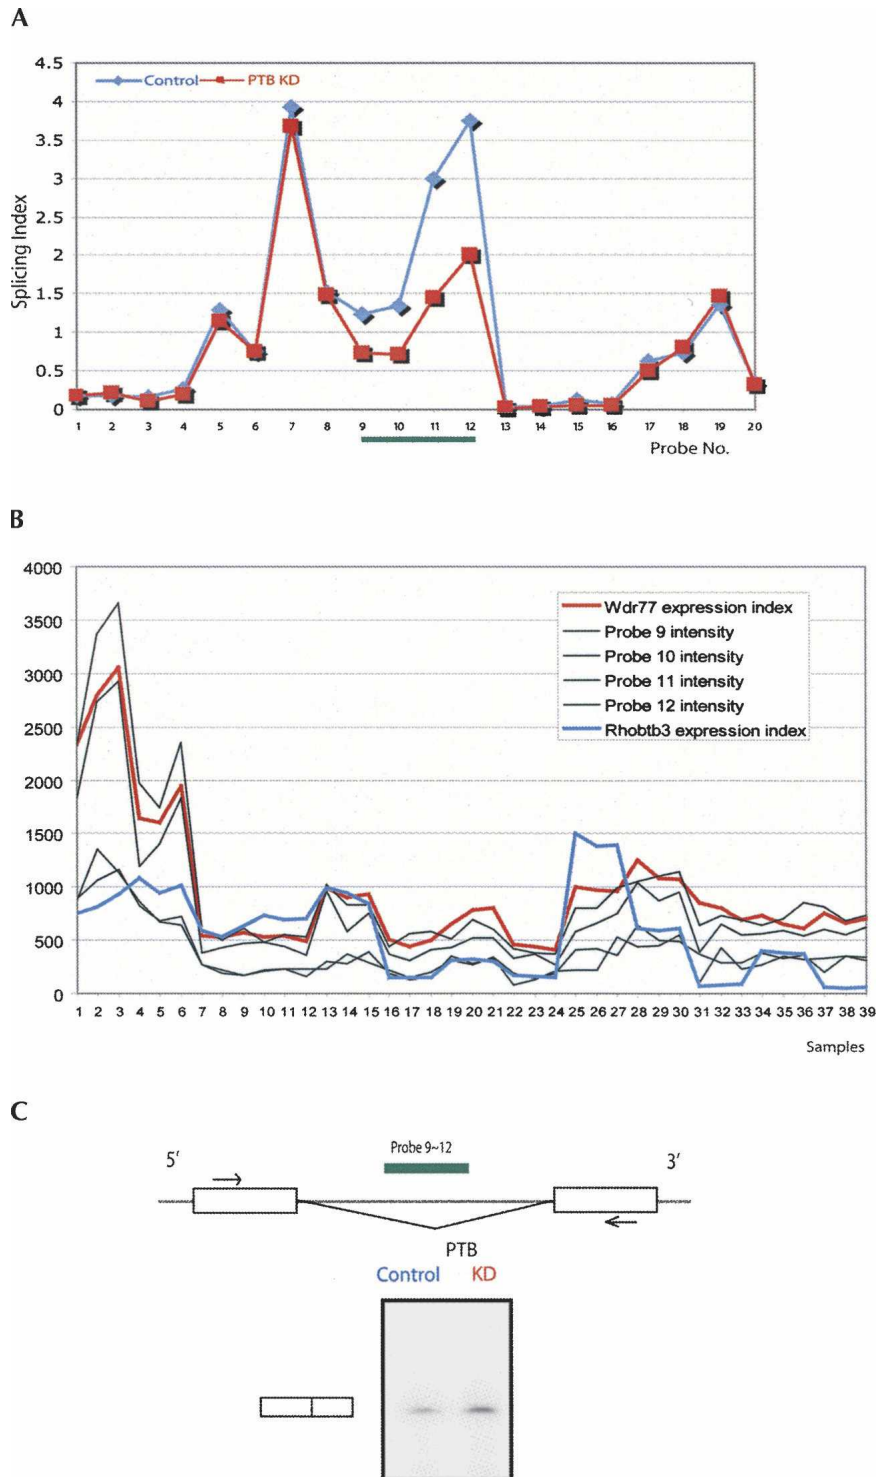 A
4.5
Control PTB KD
4
3.5
3
2.5
2
1.5
1
0.5
0
Splicing Index
1 2 3 4 5 6 7 8 9 10 11 12 13 14 15 16 17 18 19 20
Probe No.
B
4000
3500
3000
2500
2000
1500
1000
500
0
Wdr77 expression index
Probe 9 intensity
Probe 10 intensity
Probe 11 intensity
Probe 12 intensity
Rhobtb3 expression index
1 2 3 4 5 6 7 8 9 10 11 12 13 14 15 16 17 18 19 20 21 22 23 24 25 26 27 28 29 30 31 32 33 34 35 36 37 38 39
Samples
C
Probe 9~12
5′ 3′
PTB
Control KD